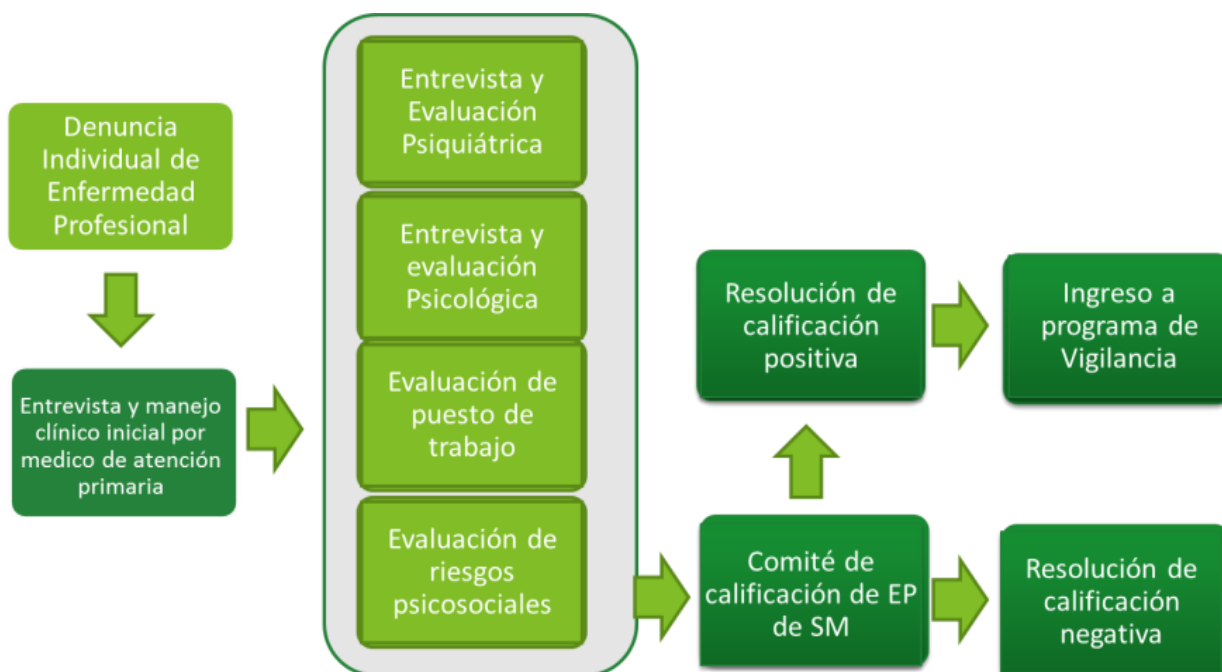 Denuncia
Individual de
Enfermedad
Profesional
Entrevista y manejo
clínico inicial por
medico de atención
primaria
Entrevista y
Evaluación
Psiquiátrica
Entrevista y
evaluación
Psicológica
Evaluación de
puesto de
trabajo
Evaluación de
riesgos
psicosociales
Comité de
calificación de EP
de SM
Resolución de
calificación
positiva
Ingreso a
programa de
Vigilancia
Resolución de
calificación
negativa